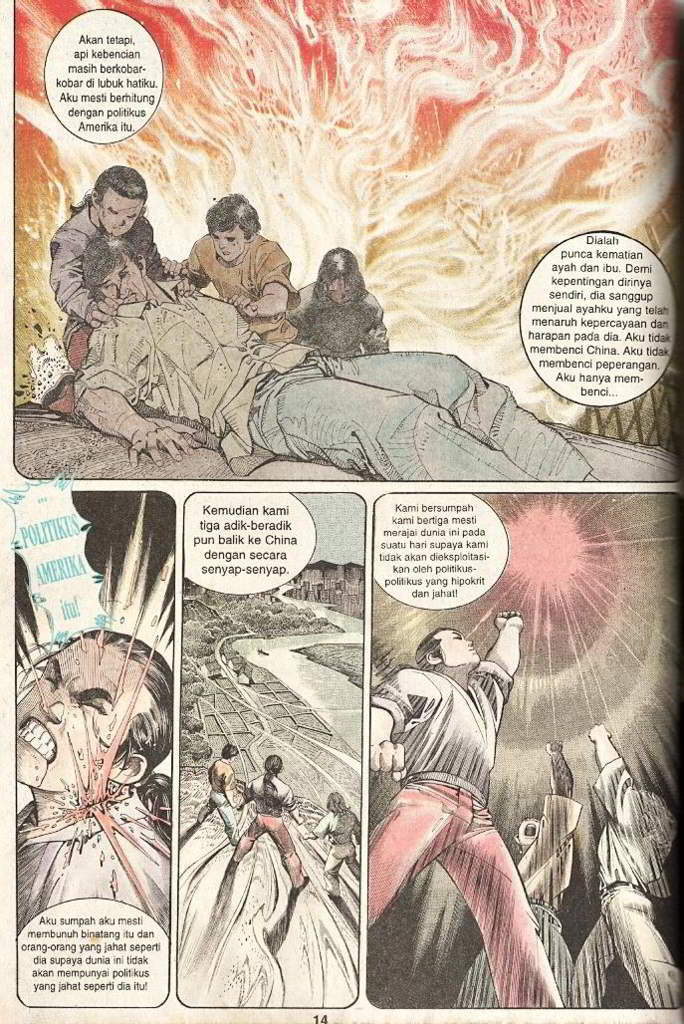 Akan tetapi,
api kebencian
masih berkobar-
kobar di lubuk hatiku.
Aku mesti berhitung
dengan politikus
Amerika itu.
Dialah
punca kematian
ayah dan ibu. Demi
kepentingan dirinya
sendiri, dia sanggup
menjual ayahku yang telah
menaruh kepercayaan dan
harapan pada dia. Aku tidak
membenci China. Aku tidak
membenci peperangan.
Aku hanya mem-
benci...
...
POLITIKUS
AMERIKA
itu!
Aku sumpah aku mesti
membunuh binatang itu dan
orang-orang yang jahat seperti
dia supaya dunia ini tidak
akan mempunyai politikus
yang jahat seperti dia itu!
Kemudian kami
tiga adik-beradik
pun balik ke China
dengan secara
senyap-senyap.
Kami bersumpah
kami bertiga mesti
merajai dunia ini pada
suatu hari supaya kami
tidak akan dieksploitasi-
kan oleh politikus-
politikus yang hipokrit
dan jahat!
14